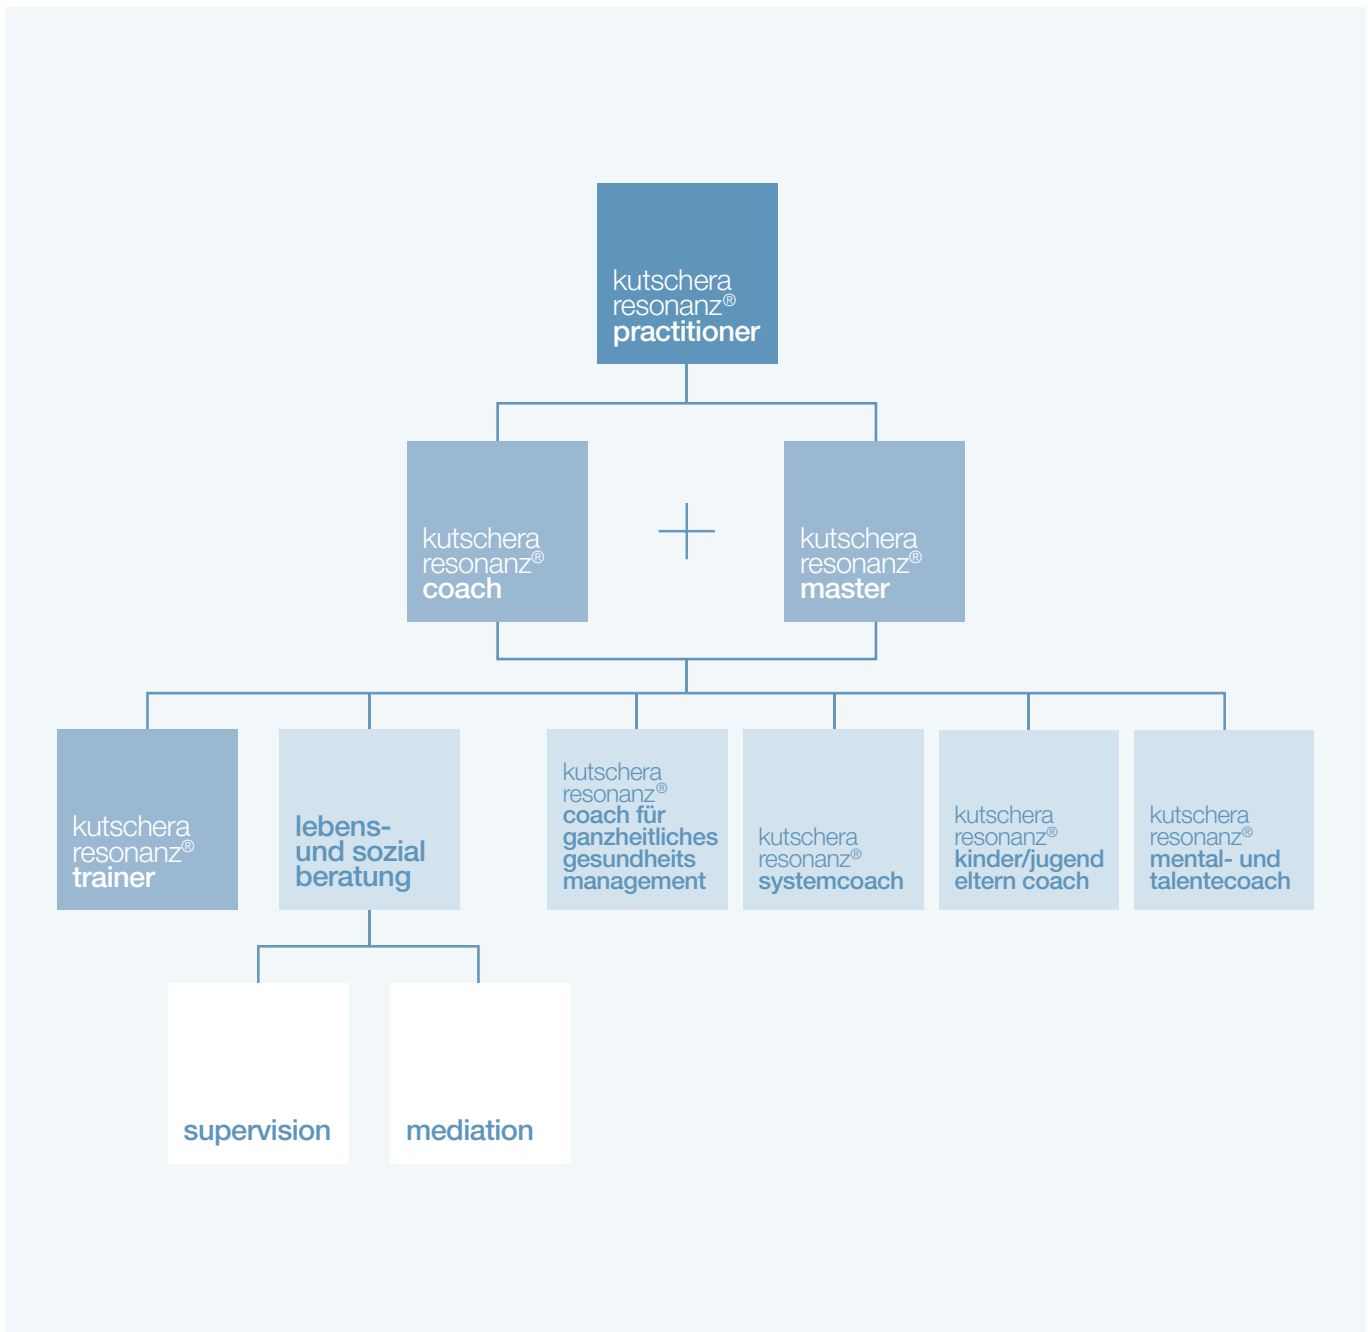 kutschera
resonanz®
practitioner
kutschera
resonanz®
coach
kutschera
resonanz®
master
kutschera
resonanz®
trainer
lebens-
und sozial
beratung
kutschera
resonanz®
coach für
ganzheitliches
gesundheits
management
kutschera
resonanz®
systemcoach
kutschera
resonanz®
kinder/jugend
eltern coach
kutschera
resonanz®
mental- und
talentecoach
supervision
mediation